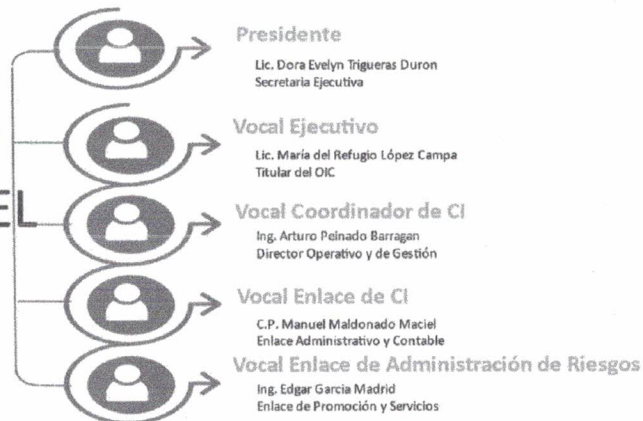 Presidente
Lic. Dora Evelyn Trigueras Duron
Secretaria Ejecutiva
Vocal Ejecutivo
Lic. María del Refugio López Campa
Titular del OIC
EL
Vocal Coordinador de CI
Ing. Arturo Peinado Barragan
Director Operativo y de Gestión
Vocal Enlace de CI
C.P. Manuel Maldonado Maciel
Enlace Administrativo y Contable
Vocal Enlace de Administración de Riesgos
Ing. Edgar Garcia Madrid
Enlace de Promoción y Servicios